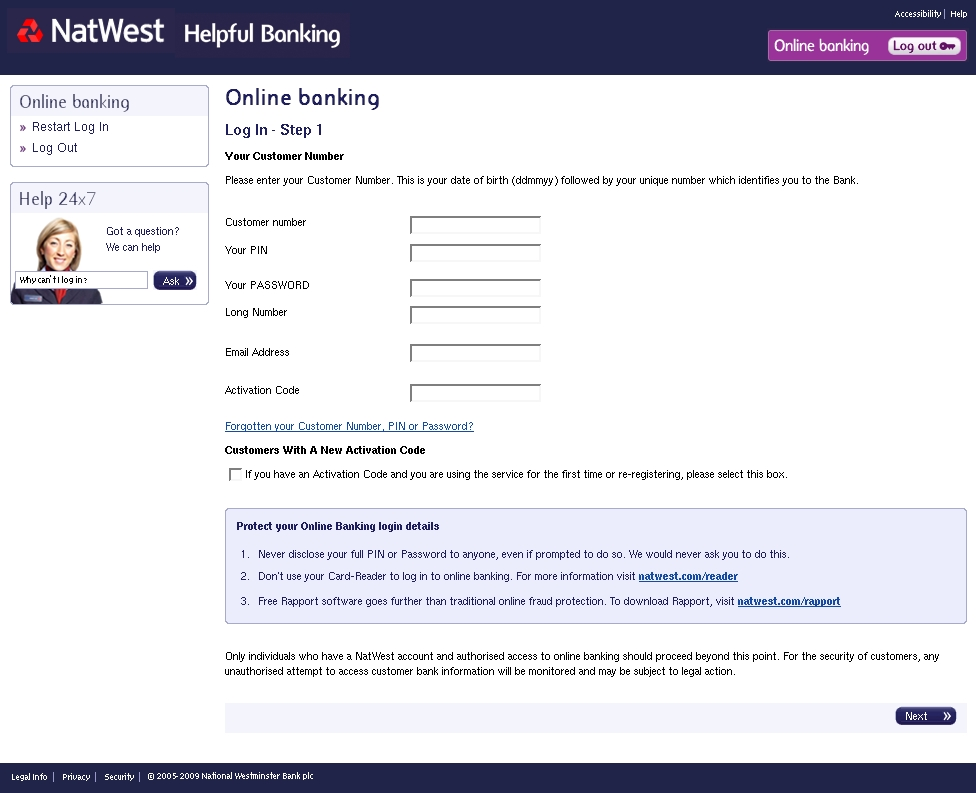 Accessibility | Help
NatWest Helpful Banking
Online banking Log out
Online banking
» Restart Log In
» Log Out
Help 24x7
Got a question?
We can help
Why can't I log in?
Ask »
Online banking
Log In - Step 1
Your Customer Number
Please enter your Customer Number. This is your date of birth (ddmmyy) followed by your unique number which identifies you to the Bank.
Customer number
Your PIN
Your PASSWORD
Long Number
Email Address
Activation Code
Forgotten your Customer Number, PIN or Password?
Customers With A New Activation Code
If you have an Activation Code and you are using the service for the first time or re-registering, please select this box.
Protect your Online Banking login details
1. Never disclose your full PIN or Password to anyone, even if prompted to do so. We would never ask you to do this.
2. Don't use your Card-Reader to log in to online banking. For more information visit natwest.com/reader
3. Free Rapport software goes further than traditional online fraud protection. To download Rapport, visit natwest.com/rapport
Only individuals who have a NatWest account and authorised access to online banking should proceed beyond this point. For the security of customers, any
unauthorised attempt to access customer bank information will be monitored and may be subject to legal action.
Next »
Legal Info | Privacy | Security | © 2005-2009 National Westminster Bank plc